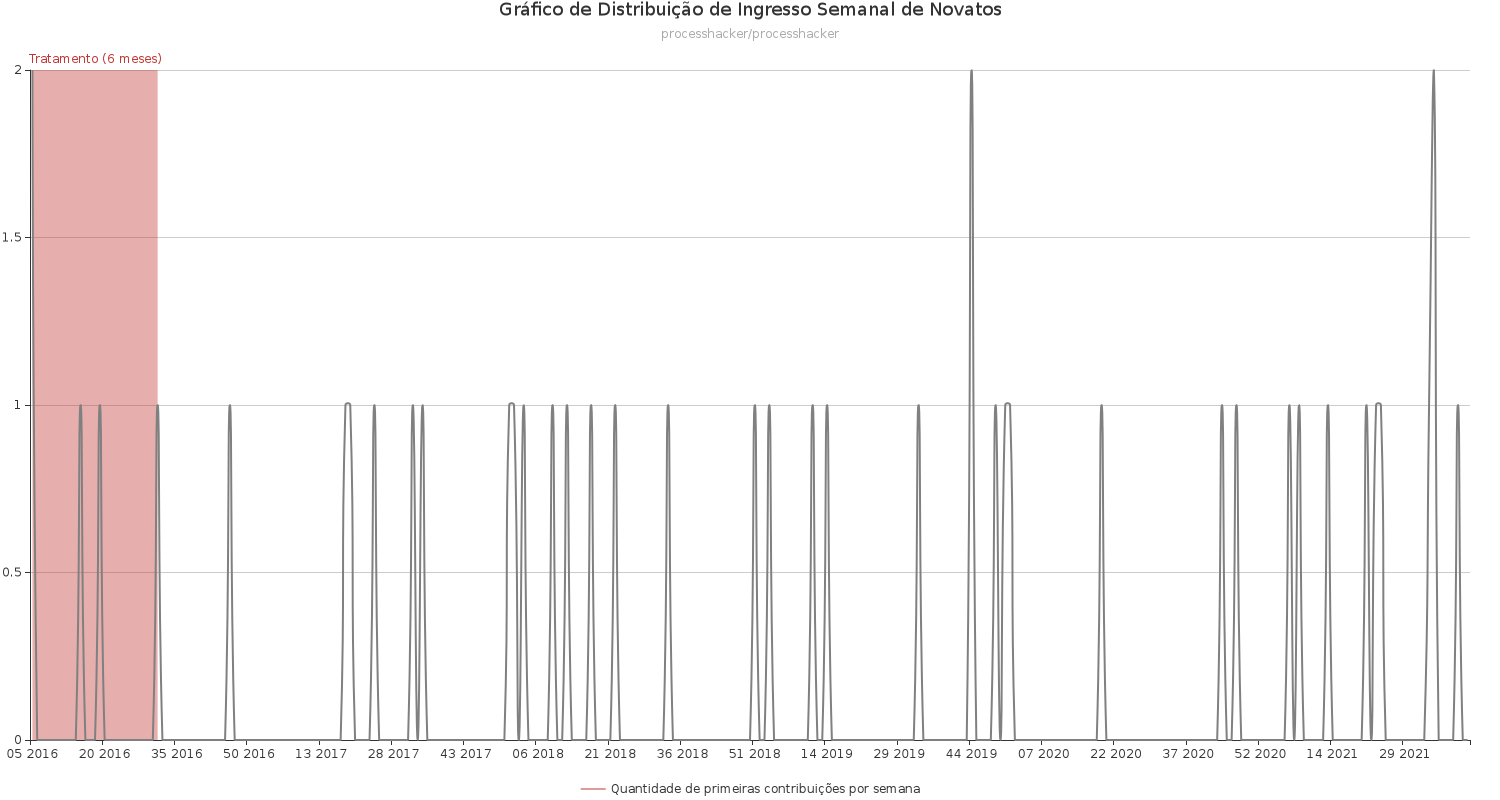 Gráfico de Distribuição de Ingresso Semanal de Novatos
processhacker/processhacker
Tratamento (6 meses)
2
1.5
1
0.5
0
05 2016 20 2016 35 2016 50 2016 13 2017 28 2017 43 2017 06 2018 21 2018 36 2018 51 2018 14 2019 29 2019 44 2019 07 2020 22 2020 37 2020 52 2020 14 2021 29 2021
Quantidade de primeiras contribuições por semana